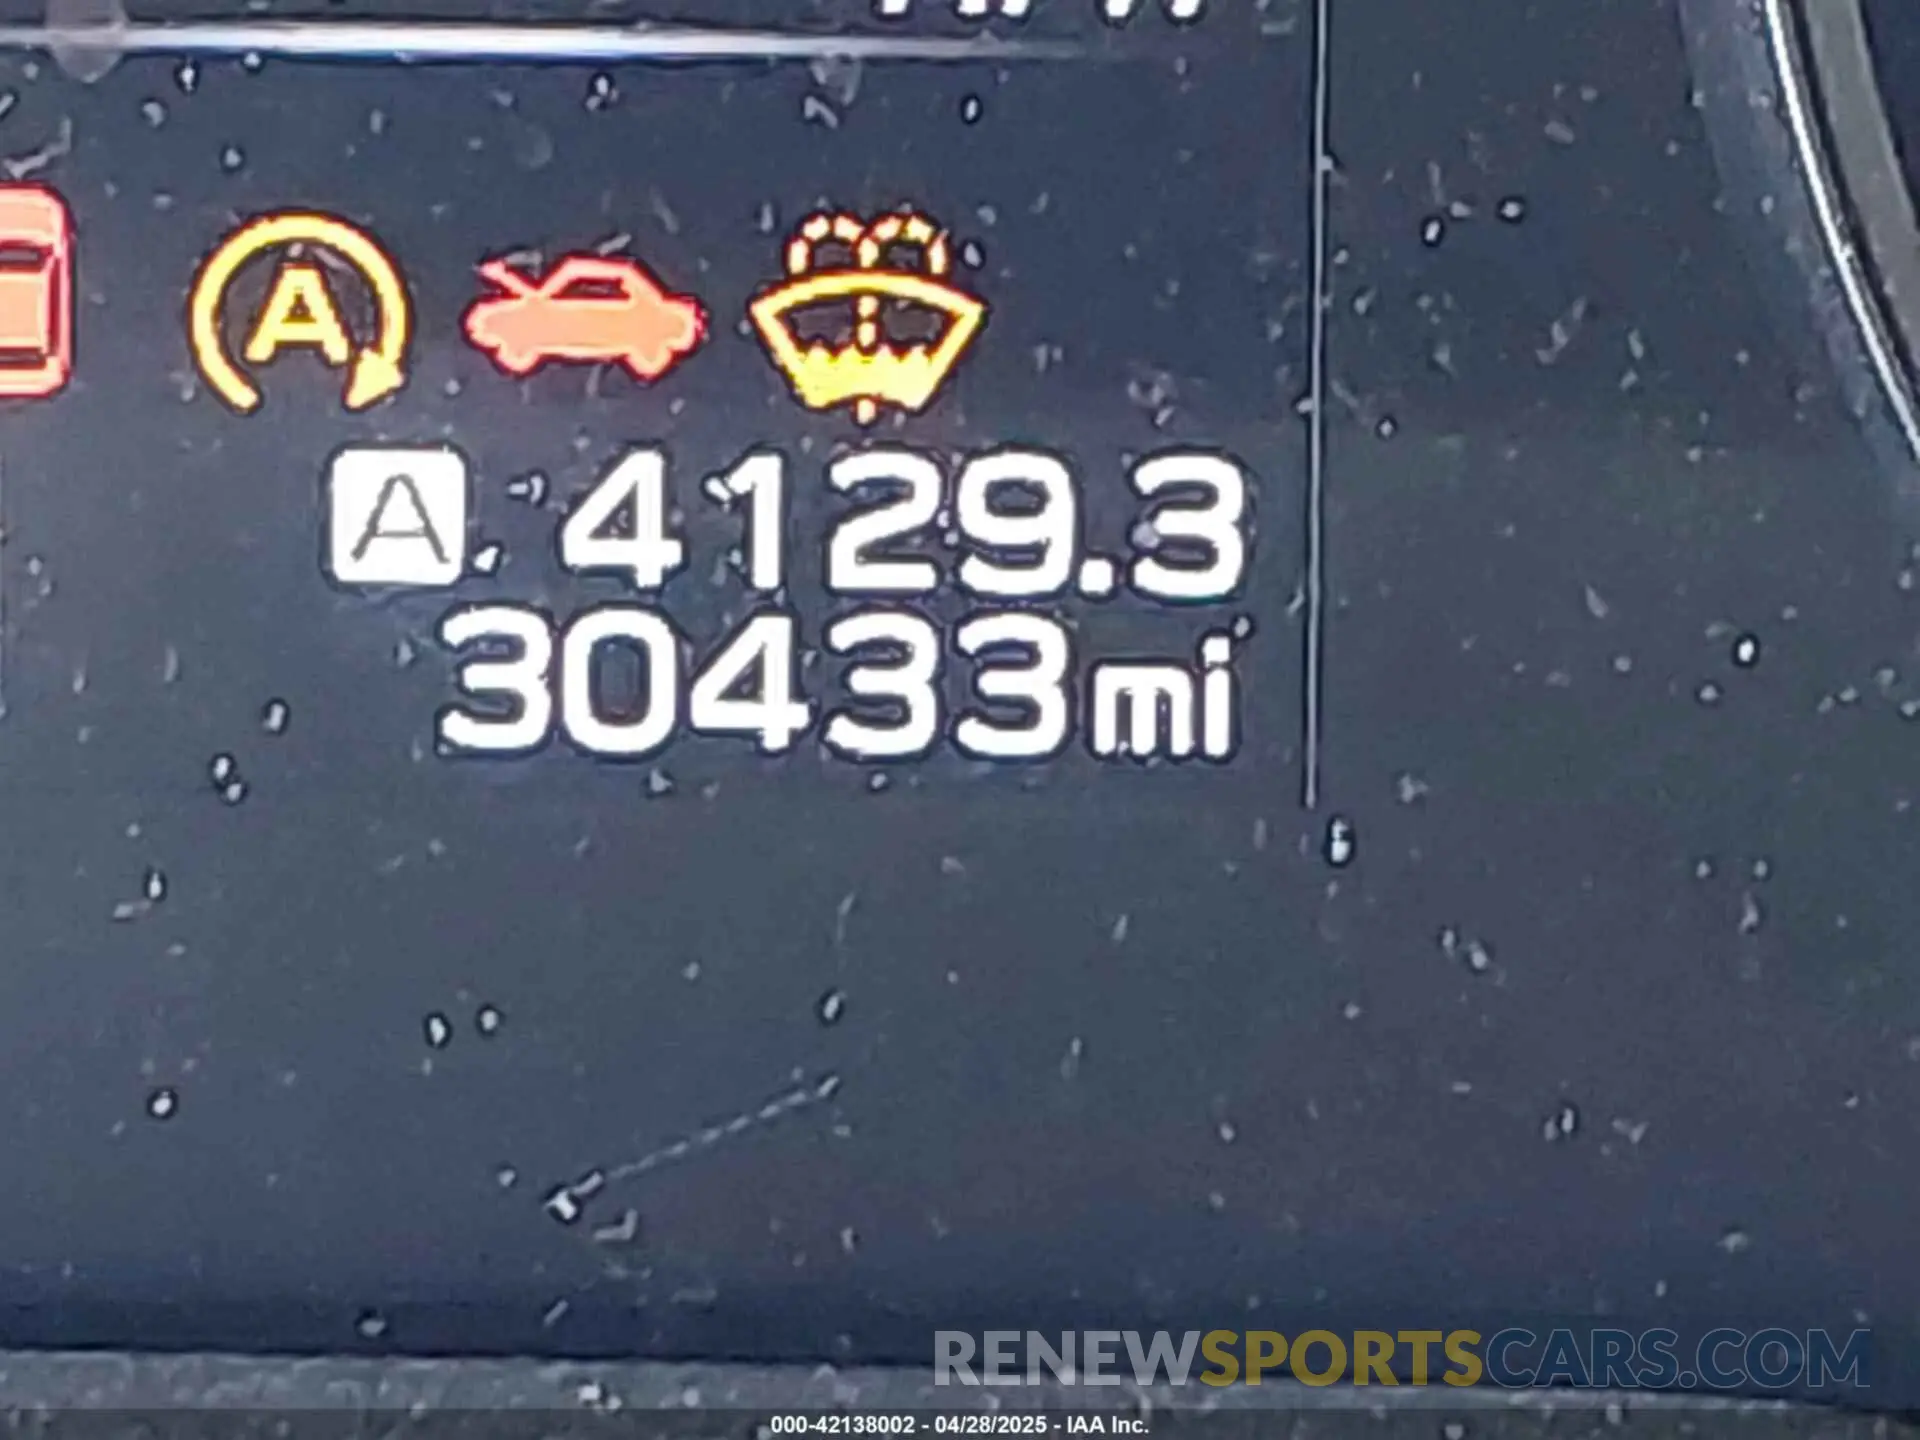 A
A 4129.3
30433mi
RENEWSPORTSCARS.COM
000-42138002 - 04/28/2025 - IAA Inc.